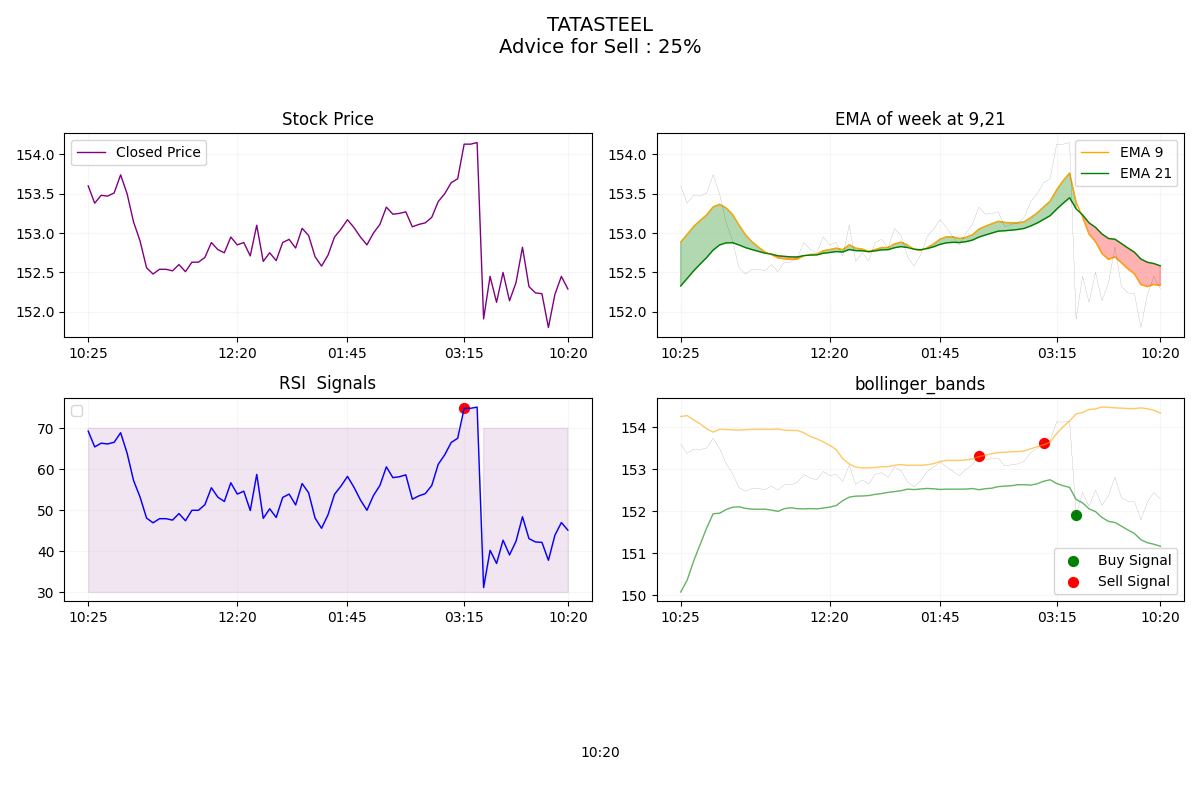 TATASTEEL
Advice for Sell : 25%
Stock Price
154.0
153.5
153.0
152.5
152.0
Closed Price
10:25 12:20 01:45 03:15 10:20
EMA of week at 9,21
154.0
153.5
153.0
152.5
152.0
EMA 9
EMA 21
10:25 12:20 01:45 03:15 10:20
RSI  Signals
70
60
50
40
30
10:25 12:20 01:45 03:15 10:20
bollinger_bands
154
153
152
151
150
Buy Signal
Sell Signal
10:25 12:20 01:45 03:15 10:20
10:20